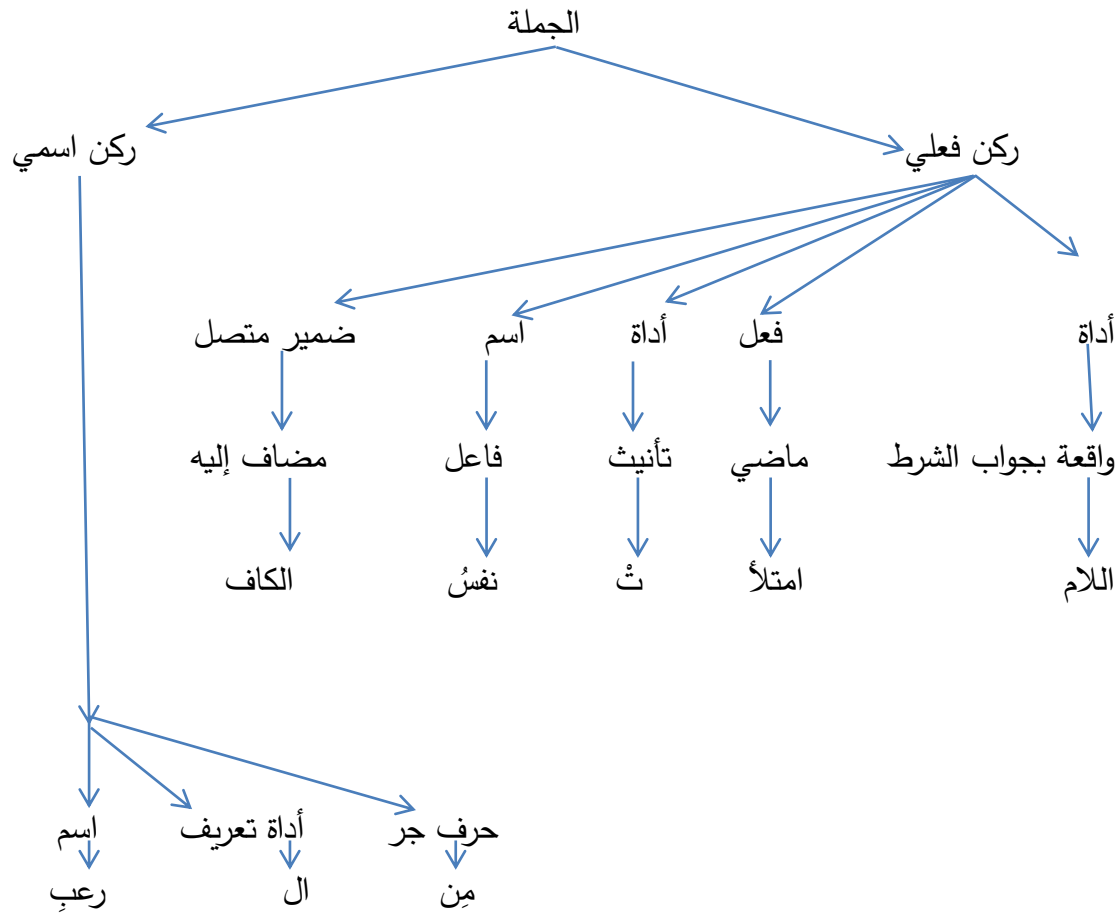 الجملة
ركن فعلي ركن اسمي
أداة فعل أداة اسم ضمير متصل
واقعة بجواب الشرط ماضي تأنيث فاعل مضاف إليه
اللام امتلأ تْ نفسُ الكاف
حرف جر أداة تعريف اسم
مِن ال رعبِ